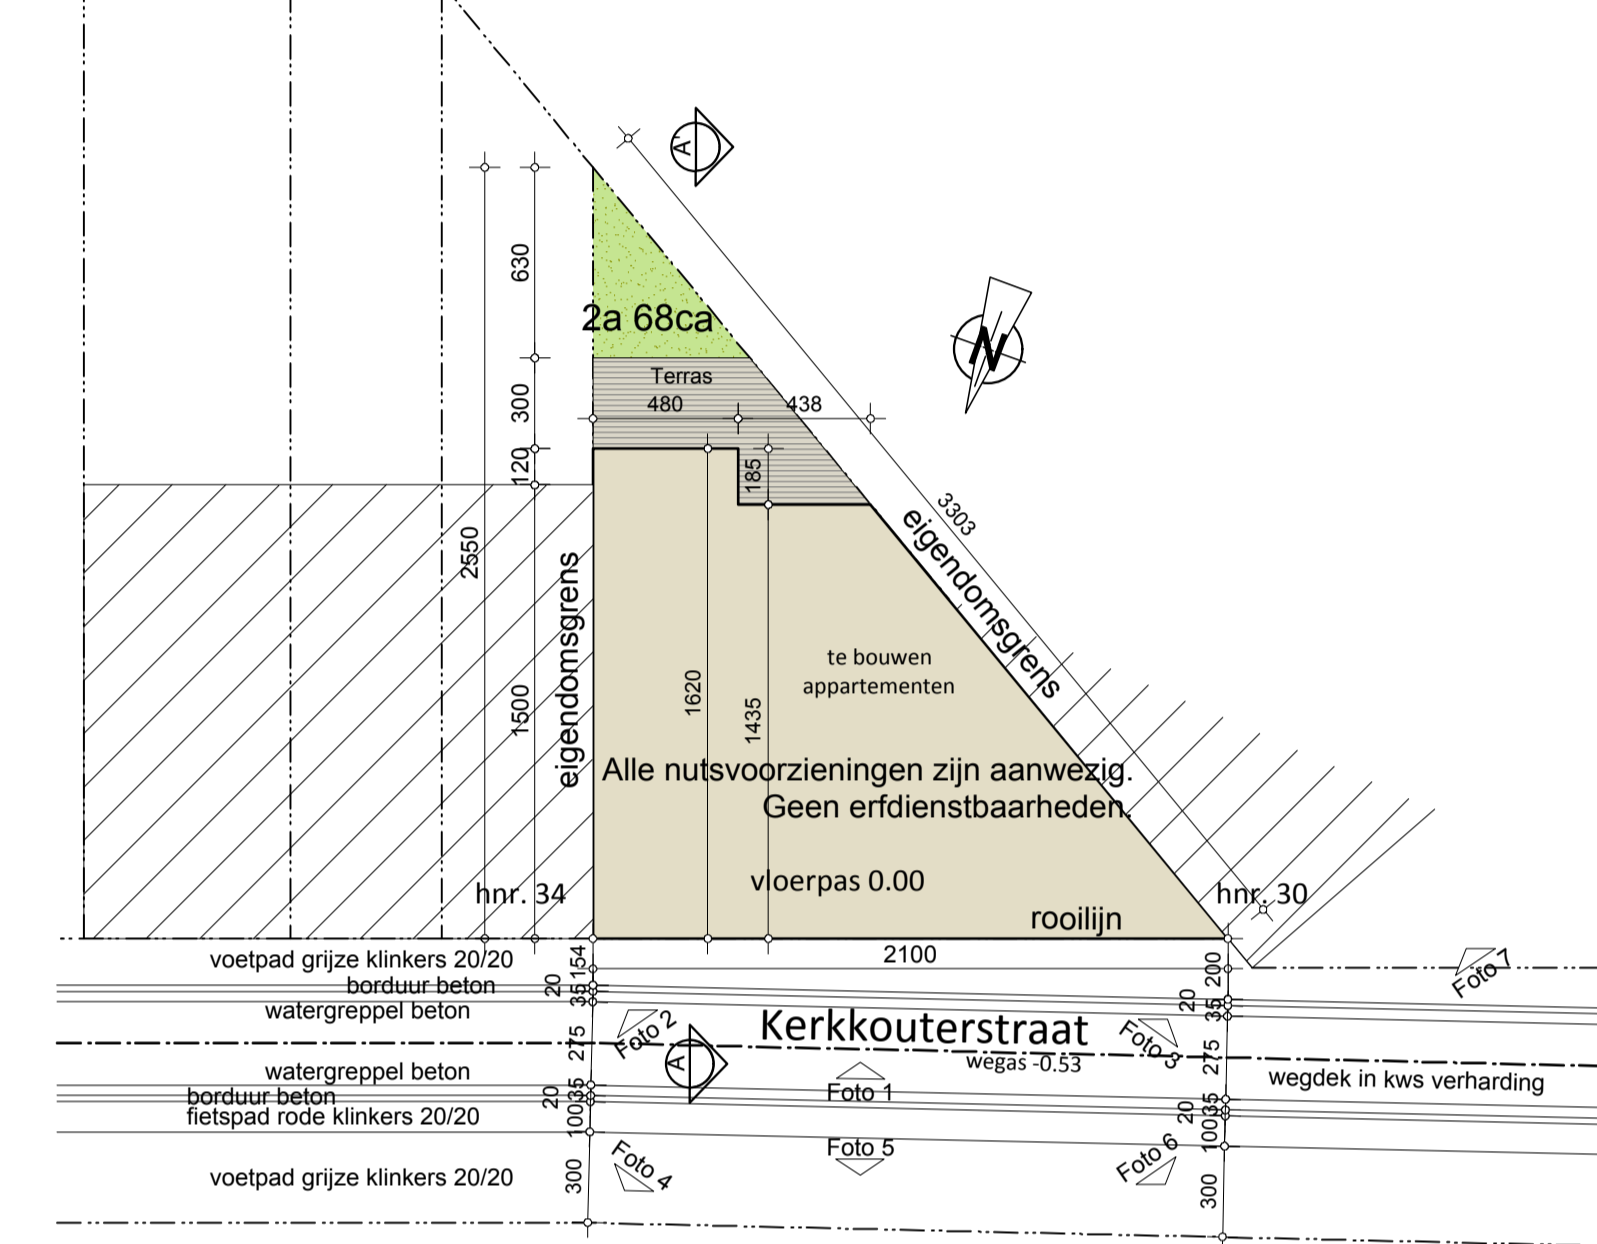 A'
630
2a 68ca
N
Terras
300
480
438
120
185
3303
2550
eigendomsgrens
eigendomsgrens
te bouwen
appartementen
1500
1620
1435
Alle nutsvoorzieningen zijn aanwezig.
Geen erfdienstbaarheden.
vloerpas 0.00
hnr. 34
hnr. 30
rooilijn
2100
voetpad grijze klinkers 20/20
154
200
borduur beton
20
35
20
35
watergreppel beton
Foto 7
Foto 2
Kerkkouterstraat
Foto 3
275
275
wegas -0.53
A
watergreppel beton
Foto 1
wegdek in kws verharding
borduur beton
20
35
20
35
fietspad rode klinkers 20/20
100
100
Foto 5
Foto 4
Foto 6
voetpad grijze klinkers 20/20
300
300